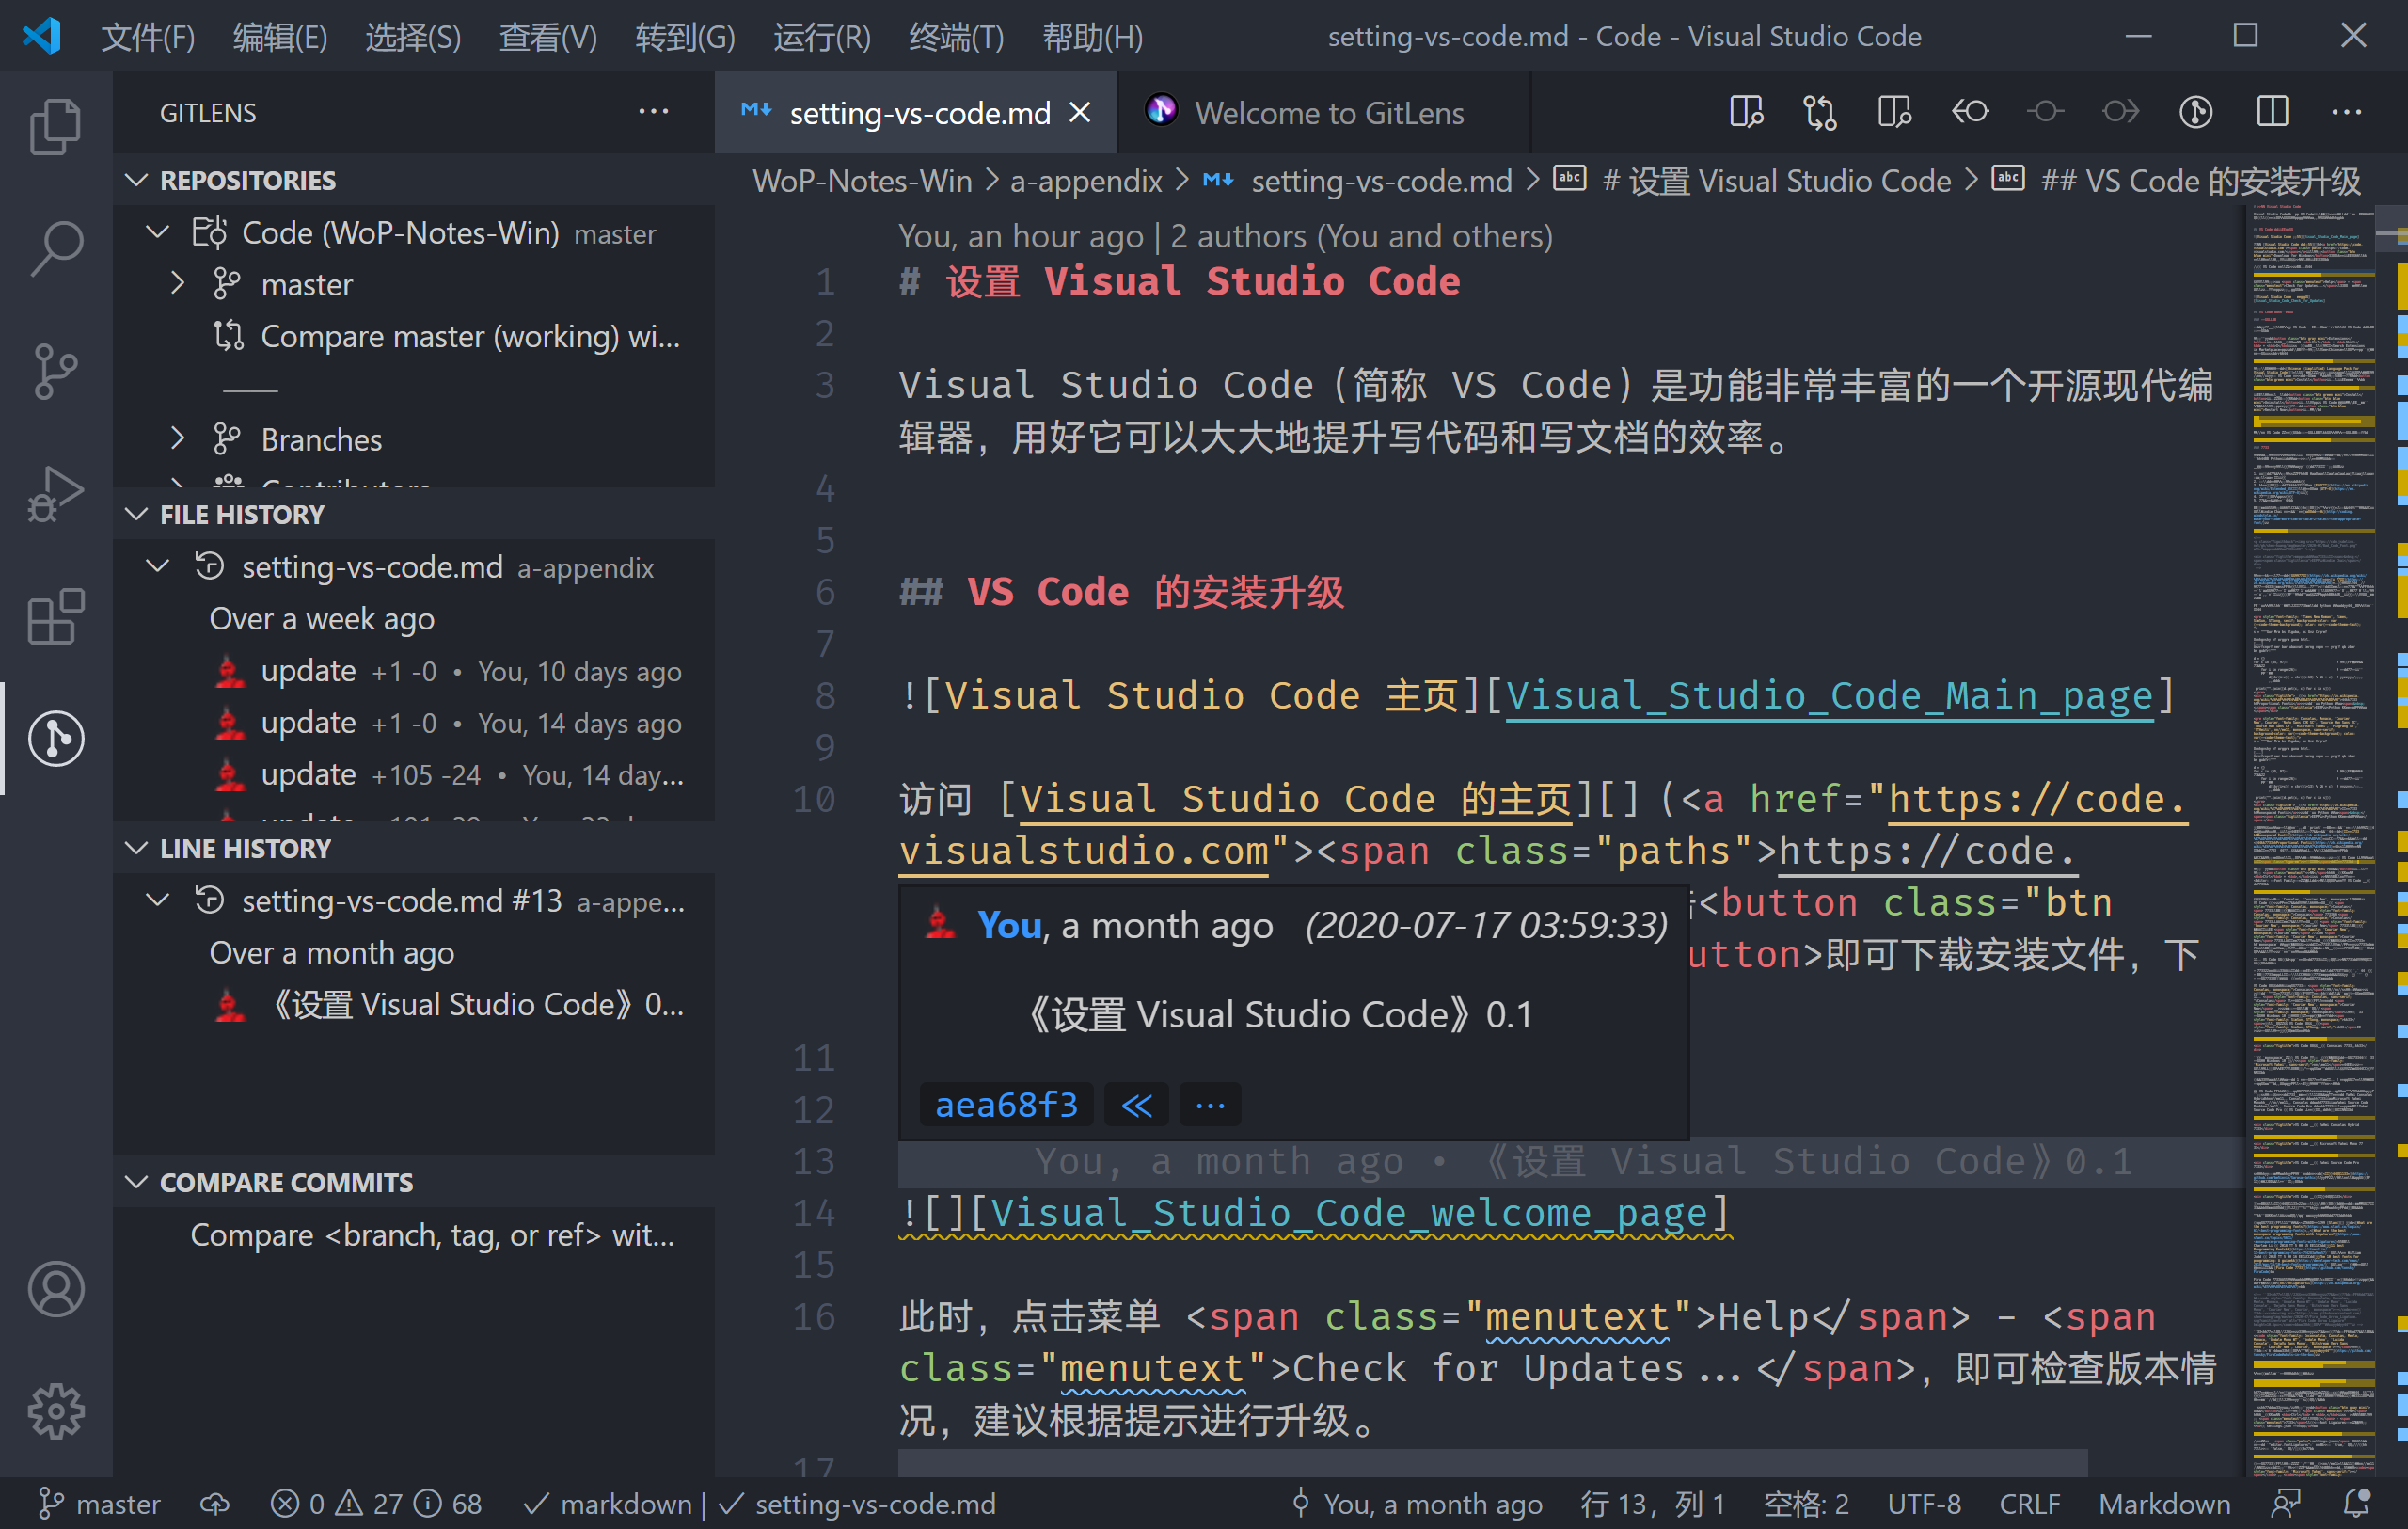 文件(F) 编辑(E) 选择(S) 查看(V) 转到(G) 运行(R) 终端(T) 帮助(H) setting-vs-code.md - Code - Visual Studio Code
GITLENS
REPOSITORIES
Code (WoP-Notes-Win) master
master
Compare master (working) wi...
Branches
Contributors
FILE HISTORY
setting-vs-code.md a-appendix
Over a week ago
update +1 -0 • You, 10 days ago
update +1 -0 • You, 14 days ago
update +105 -24 • You, 14 day...
LINE HISTORY
setting-vs-code.md #13 a-appe...
Over a month ago
《设置 Visual Studio Code》0...
COMPARE COMMITS
Compare <branch, tag, or ref> wit...
setting-vs-code.md Welcome to GitLens
WoP-Notes-Win > a-appendix > setting-vs-code.md > # 设置 Visual Studio Code > ## VS Code 的安装升级
You, an hour ago | 2 authors (You and others)
1 # 设置 Visual Studio Code
2
3 Visual Studio Code（简称 VS Code）是功能非常丰富的一个开源现代编
辑器，用好它可以大大地提升写代码和写文档的效率。
4
5
6 ## VS Code 的安装升级
7
8 ![Visual Studio Code 主页][Visual_Studio_Code_Main_page]
9
10 访问 [Visual Studio Code 的主页][]（<a href="https://code.
visualstudio.com"><span class="paths">https://code.
<button class="btn
utton>即可下载安装文件，下
You, a month ago (2020-07-17 03:59:33)
《设置 Visual Studio Code》0.1
aea68f3 ≪ ···
11
12
13 You, a month ago • 《设置 Visual Studio Code》0.1
14 ![][Visual_Studio_Code_welcome_page]
15
16 此时，点击菜单 <span class="menutext">Help</span> - <span
class="menutext">Check for Updates...</span>，即可检查版本情
况，建议根据提示进行升级。
17
master 0 27 68 markdown | setting-vs-code.md You, a month ago 行 13，列 1 空格: 2 UTF-8 CRLF Markdown